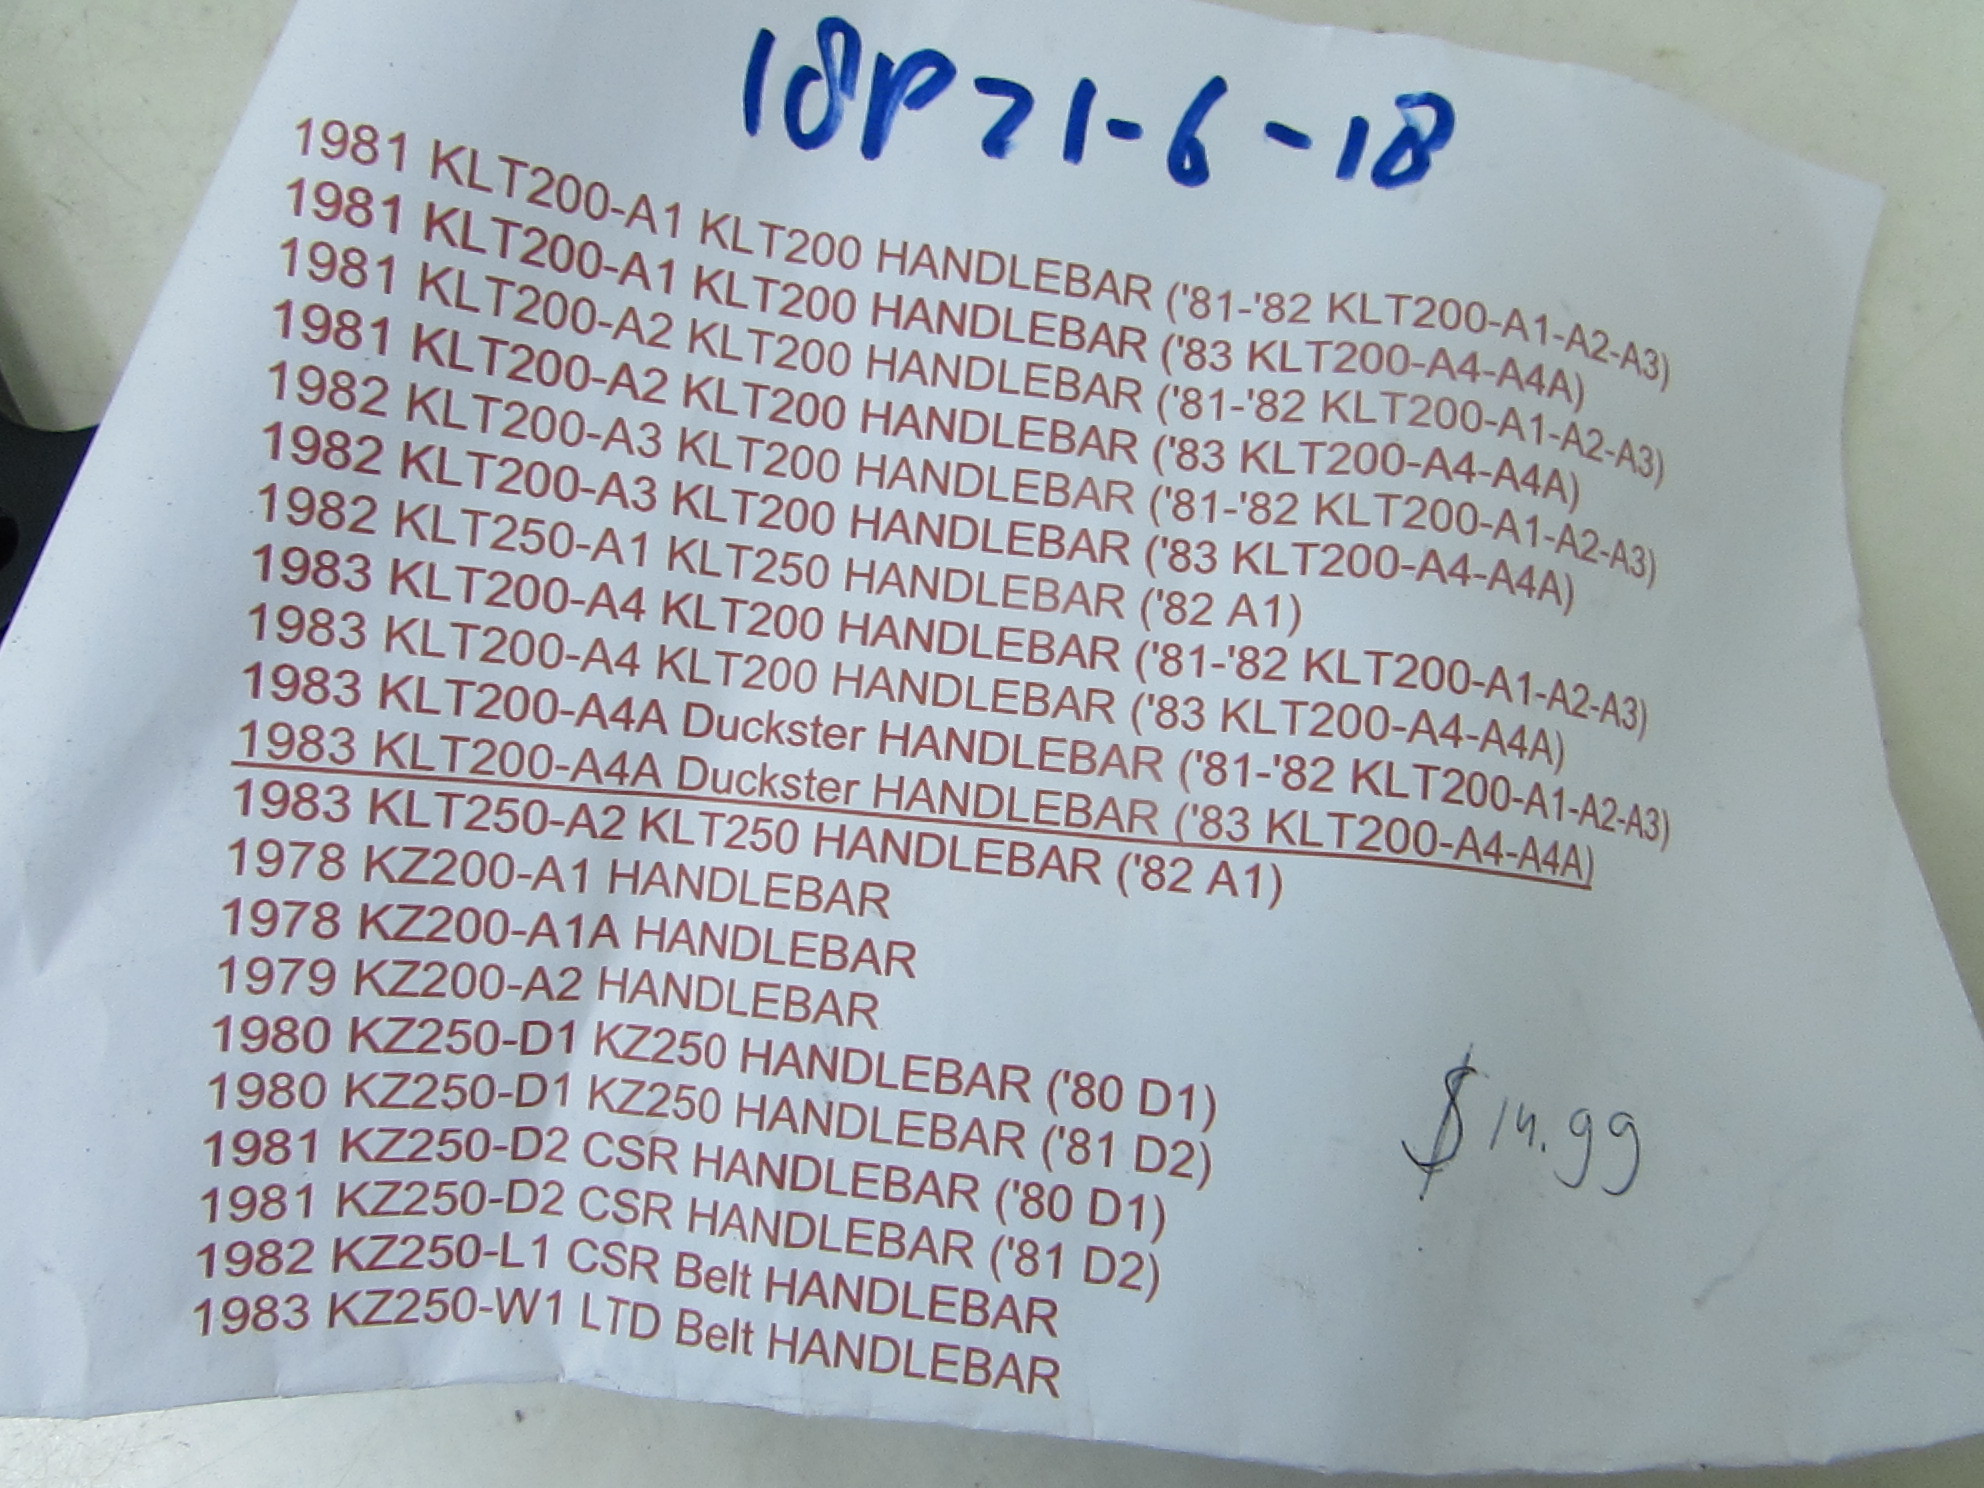 18P21-6-18
1981 KLT200-A1 KLT200 HANDLEBAR ('81-'82 KLT200-A1-A2-A3)
1981 KLT200-A1 KLT200 HANDLEBAR ('83 KLT200-A4-A4A)
1981 KLT200-A2 KLT200 HANDLEBAR ('81-'82 KLT200-A1-A2-A3)
1981 KLT200-A2 KLT200 HANDLEBAR ('83 KLT200-A4-A4A)
1982 KLT200-A3 KLT200 HANDLEBAR ('81-'82 KLT200-A1-A2-A3)
1982 KLT200-A3 KLT200 HANDLEBAR ('83 KLT200-A4-A4A)
1982 KLT250-A1 KLT250 HANDLEBAR ('82 A1)
1983 KLT200-A4 KLT200 HANDLEBAR ('81-'82 KLT200-A1-A2-A3)
1983 KLT200-A4 KLT200 HANDLEBAR ('83 KLT200-A4-A4A)
1983 KLT200-A4A Duckster HANDLEBAR ('81-'82 KLT200-A1-A2-A3)
1983 KLT200-A4A Duckster HANDLEBAR ('83 KLT200-A4-A4A)
1983 KLT250-A2 KLT250 HANDLEBAR ('82 A1)
1978 KZ200-A1 HANDLEBAR
1978 KZ200-A1A HANDLEBAR
1979 KZ200-A2 HANDLEBAR
1980 KZ250-D1 KZ250 HANDLEBAR ('80 D1)
1980 KZ250-D1 KZ250 HANDLEBAR ('81 D2)
1981 KZ250-D2 CSR HANDLEBAR ('80 D1)
1981 KZ250-D2 CSR HANDLEBAR ('81 D2)
1982 KZ250-L1 CSR Belt HANDLEBAR
1983 KZ250-W1 LTD Belt HANDLEBAR
$14.99